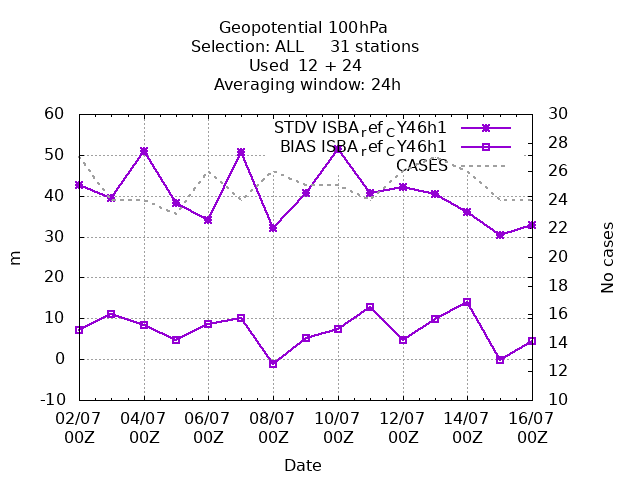 Geopotential 100hPa
Selection: ALL 31 stations
Used 12 + 24
Averaging window: 24h
STDV ISBA_ref_CY46h1
BIAS ISBA_ref_CY46h1
CASES
60
50
40
30
20
10
0
-10
m
30
28
26
24
22
20
18
16
14
12
10
No cases
02/07 04/07 06/07 08/07 10/07 12/07 14/07 16/07
00Z 00Z 00Z 00Z 00Z 00Z 00Z 00Z
Date